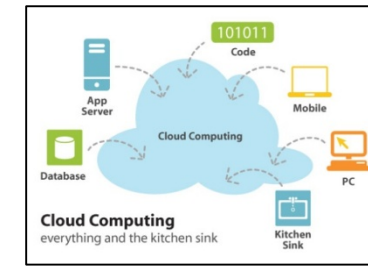 101011
Code
App
Server
Mobile
Cloud Computing
Database
PC
Kitchen
Sink
Cloud Computing
everything and the kitchen sink